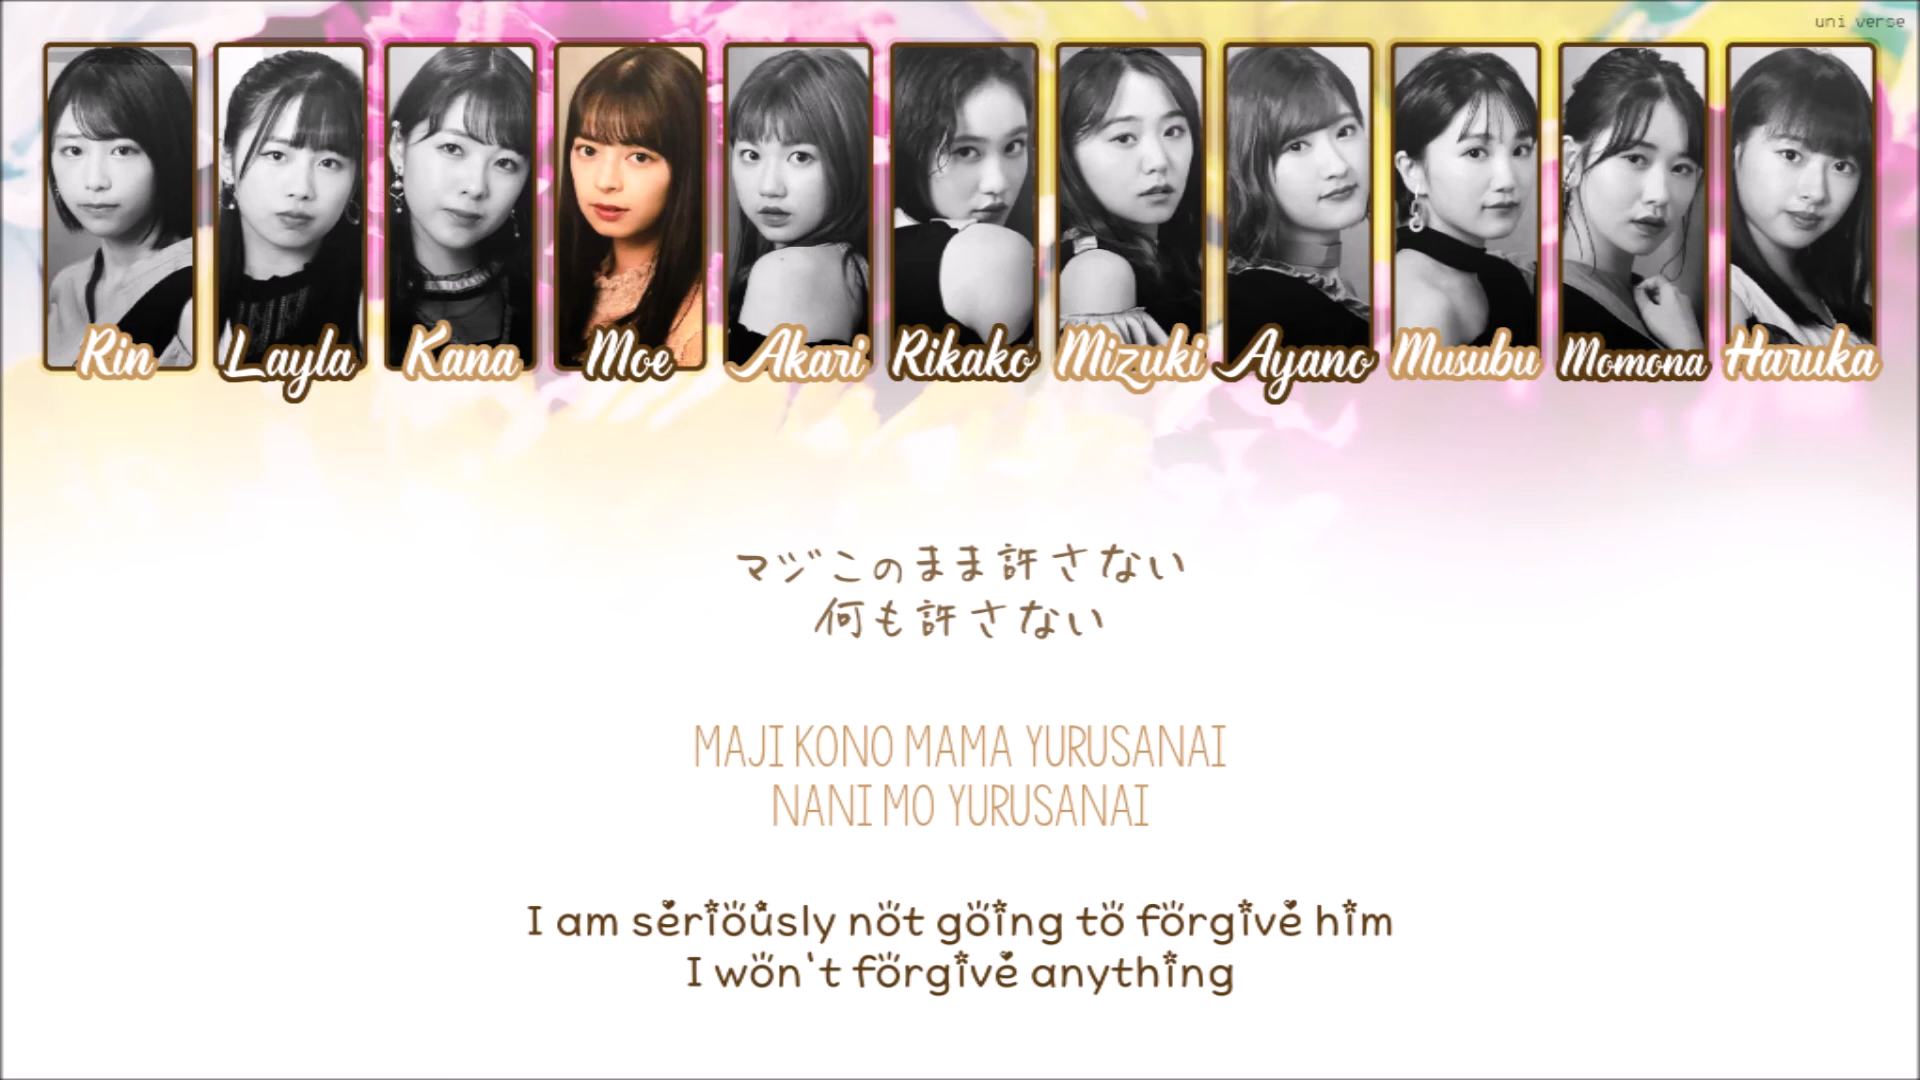 uni verse
Rin
Layla
Kana
Moe
Akari
Rikako
Mizuki
Ayano
Musubu
Momona
Haruka
マジこのまま許さない
何も許さない
MAJI KONO MAMA YURUSANAI
NANI MO YURUSANAI
I am seriously not going to forgive him
I won't forgive anything